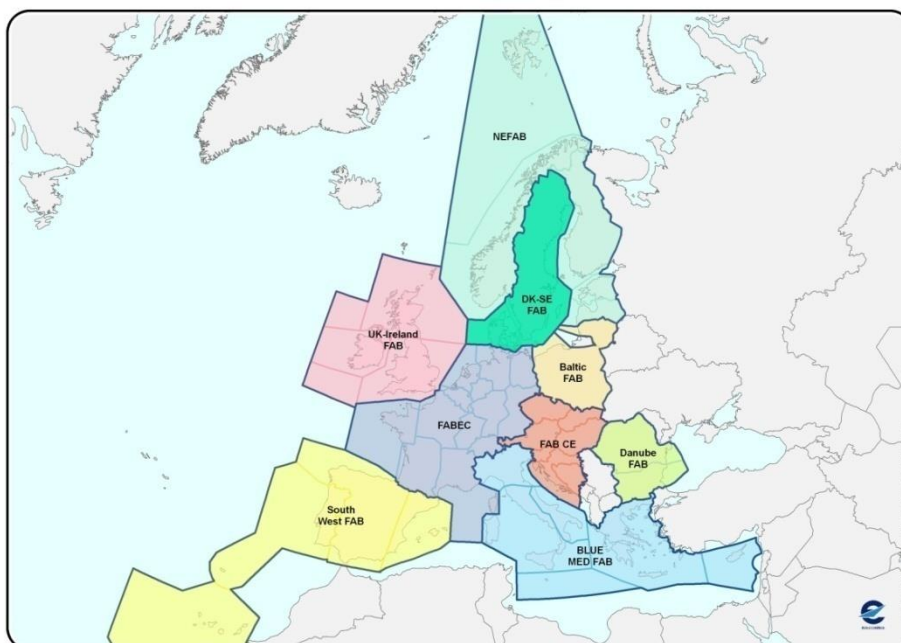 NEFAB
DK-SE
FAB
UK-Ireland
FAB
Baltic
FAB
FABEC
FAB CE
Danube
FAB
South
West FAB
BLUE
MED FAB